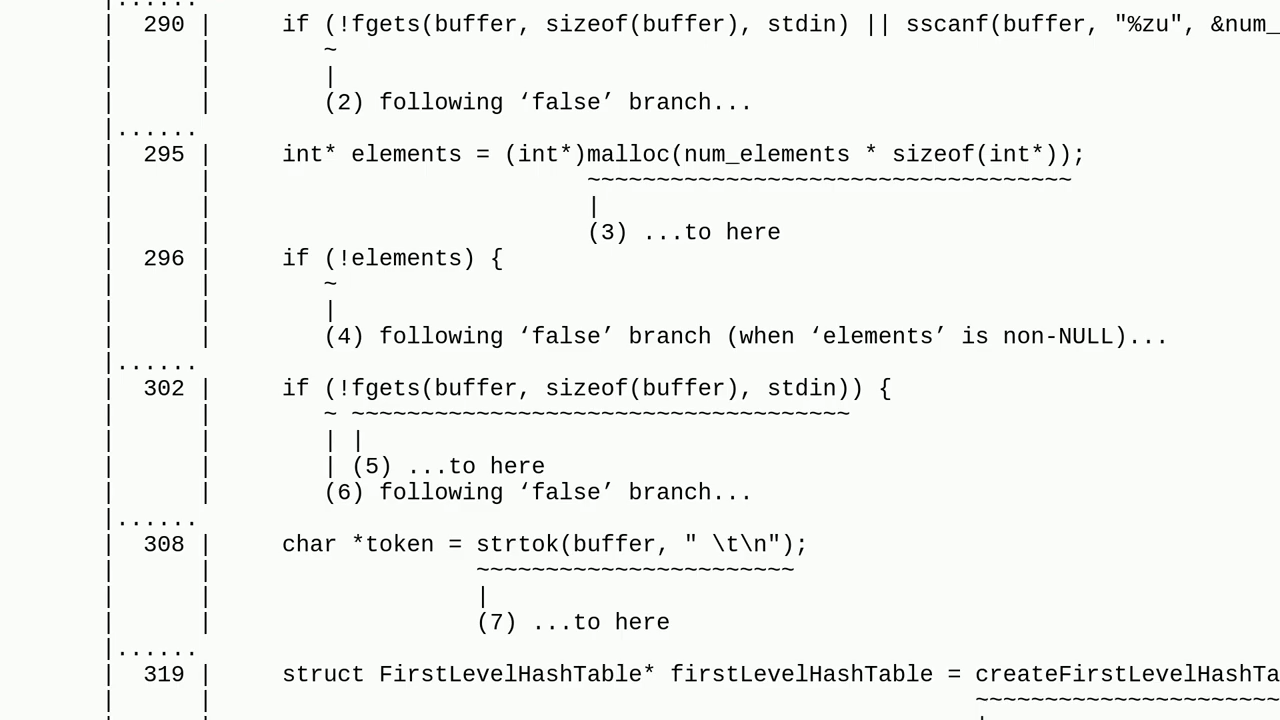 |......
|  290 |     if (!fgets(buffer, sizeof(buffer), stdin) || sscanf(buffer, "%zu", &num_
|      |        ~
|      |        |
|      |        (2) following ‘false’ branch...
|......
|  295 |     int* elements = (int*)malloc(num_elements * sizeof(int*));
|      |                           ~~~~~~~~~~~~~~~~~~~~~~~~~~~~~~~~~~~
|      |                           |
|      |                           (3) ...to here
|  296 |     if (!elements) {
|      |        ~
|      |        |
|      |        (4) following ‘false’ branch (when ‘elements’ is non-NULL)...
|......
|  302 |     if (!fgets(buffer, sizeof(buffer), stdin)) {
|      |        ~ ~~~~~~~~~~~~~~~~~~~~~~~~~~~~~~~~~~~~
|      |        | |
|      |        | (5) ...to here
|      |        (6) following ‘false’ branch...
|......
|  308 |     char *token = strtok(buffer, " \t\n");
|      |                   ~~~~~~~~~~~~~~~~~~~~~~~
|      |                   |
|      |                   (7) ...to here
|......
|  319 |     struct FirstLevelHashTable* firstLevelHashTable = createFirstLevelHashTa
|      |                                                       ~~~~~~~~~~~~~~~~~~~~~~
|      |                                                       |